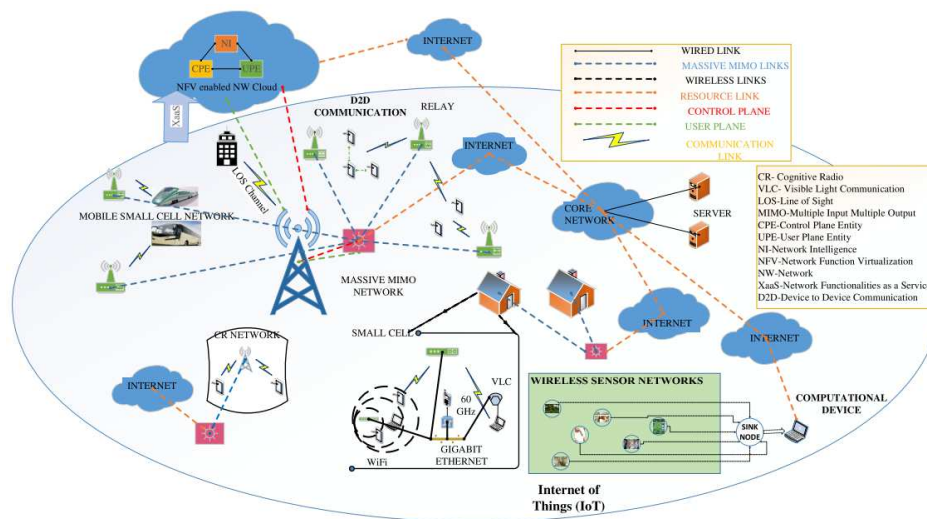 NI
CPE
UPE
NFV enabled NW Cloud
XaaS
INTERNET
WIRED LINK
MASSIVE MIMO LINKS
WIRELESS LINKS
RESOURCE LINK
CONTROL PLANE
USER PLANE
COMMUNICATION
LINK
D2D
COMMUNICATION
RELAY
INTERNET
LOS Channel
MOBILE SMALL CELL NETWORK
CORE
NETWORK
SERVER
CR- Cognitive Radio
VLC- Visible Light Communication
LOS-Line of Sight
MIMO-Multiple Input Multiple Output
CPE-Control Plane Entity
UPE-User Plane Entity
NI-Network Intelligence
NFV-Network Function Virtualization
NW-Network
XaaS-Network Functionalities as a Service
D2D-Device to Device Communication
MASSIVE MIMO
NETWORK
SMALL CELL
INTERNET
INTERNET
CR NETWORK
INTERNET
VLC
60
GHz
WiFi
GIGABIT
ETHERNET
WIRELESS SENSOR NETWORKS
SINK
NODE
COMPUTATIONAL
DEVICE
Internet of
Things (IoT)